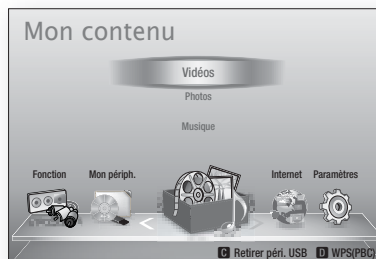 Mon contenu
Vidéos
Photos
Musique
Fonction Mon périph. Internet Paramètres
C Retirer péri. USB D WPS(PBC)